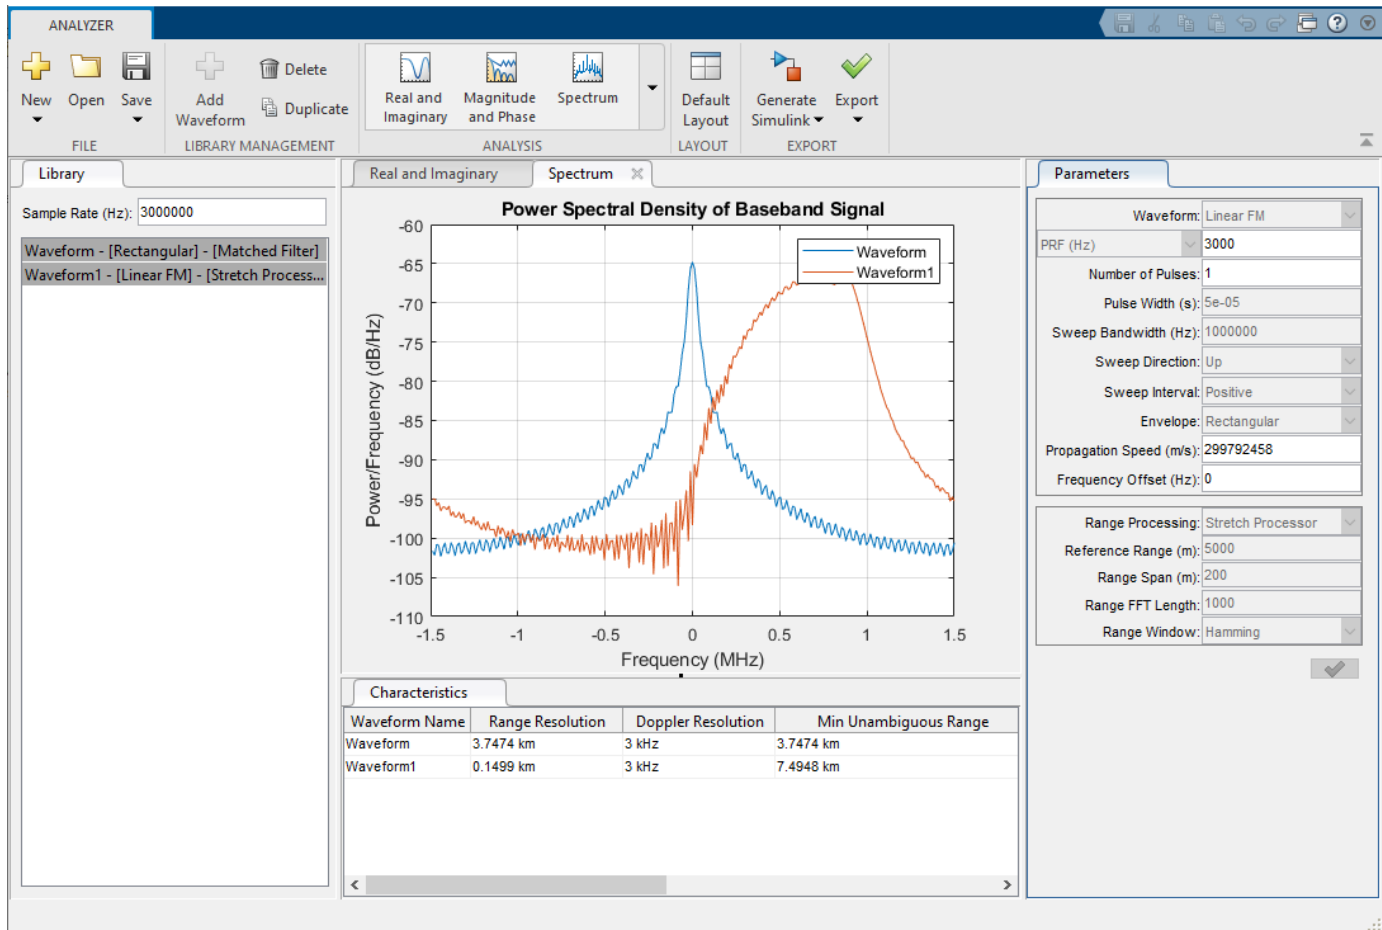 ANALYZER
New
Open
Save
Add
Waveform
Delete
Duplicate
Real and
Imaginary
Magnitude
and Phase
Spectrum
Default
Layout
Generate
Simulink
Export
FILE
LIBRARY MANAGEMENT
ANALYSIS
LAYOUT
EXPORT
Library
Sample Rate (Hz): 3000000
Waveform - [Rectangular] - [Matched Filter]
Waveform1 - [Linear FM] - [Stretch Process...
Real and Imaginary
Spectrum
Power Spectral Density of Baseband Signal
Waveform
Waveform1
Power/Frequency (dB/Hz)
-60
-65
-70
-75
-80
-85
-90
-95
-100
-105
-110
-1.5 -1 -0.5 0 0.5 1 1.5
Frequency (MHz)
Characteristics
Waveform Name Range Resolution Doppler Resolution Min Unambiguous Range
Waveform 3.7474 km 3 kHz 3.7474 km
Waveform1 0.1499 km 3 kHz 7.4948 km
Parameters
Waveform: Linear FM
PRF (Hz) 3000
Number of Pulses: 1
Pulse Width (s): 5e-05
Sweep Bandwidth (Hz): 1000000
Sweep Direction: Up
Sweep Interval: Positive
Envelope: Rectangular
Propagation Speed (m/s): 299792458
Frequency Offset (Hz): 0
Range Processing: Stretch Processor
Reference Range (m): 5000
Range Span (m): 200
Range FFT Length: 1000
Range Window: Hamming